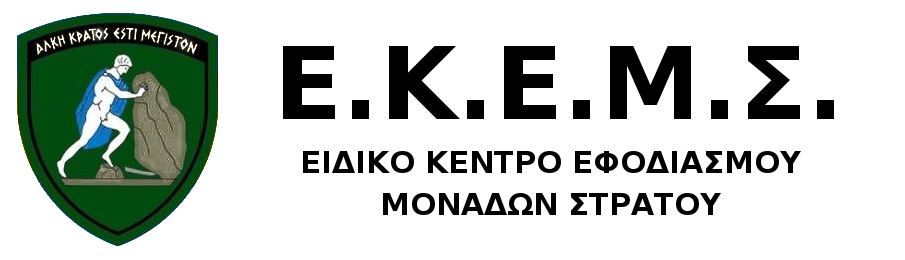 ΑΛΚΗ ΚΡΑΤΟΣ ΕΣΤΙ ΜΕΓΙΣΤΟΝ
Ε.Κ.Ε.Μ.Σ.
ΕΙΔΙΚΟ ΚΕΝΤΡΟ ΕΦΟΔΙΑΣΜΟΥ
ΜΟΝΑΔΩΝ ΣΤΡΑΤΟΥ